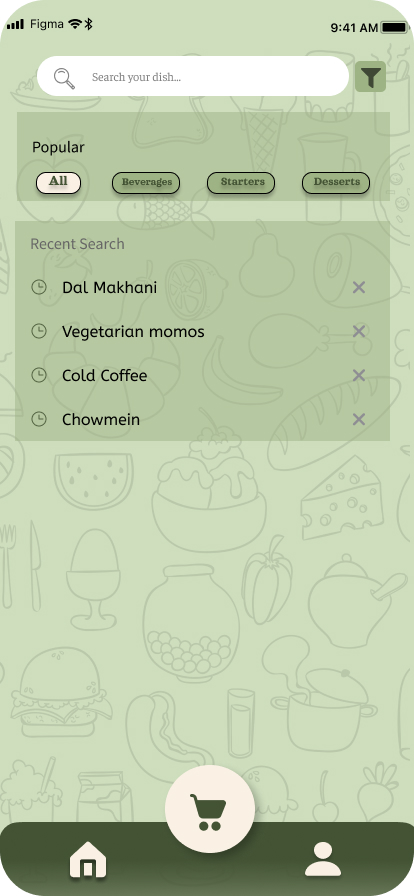 Figma
9:41 AM
Search your dish...
Popular
All
Beverages
Starters
Desserts
Recent Search
Dal Makhani
Vegetarian momos
Cold Coffee
Chowmein